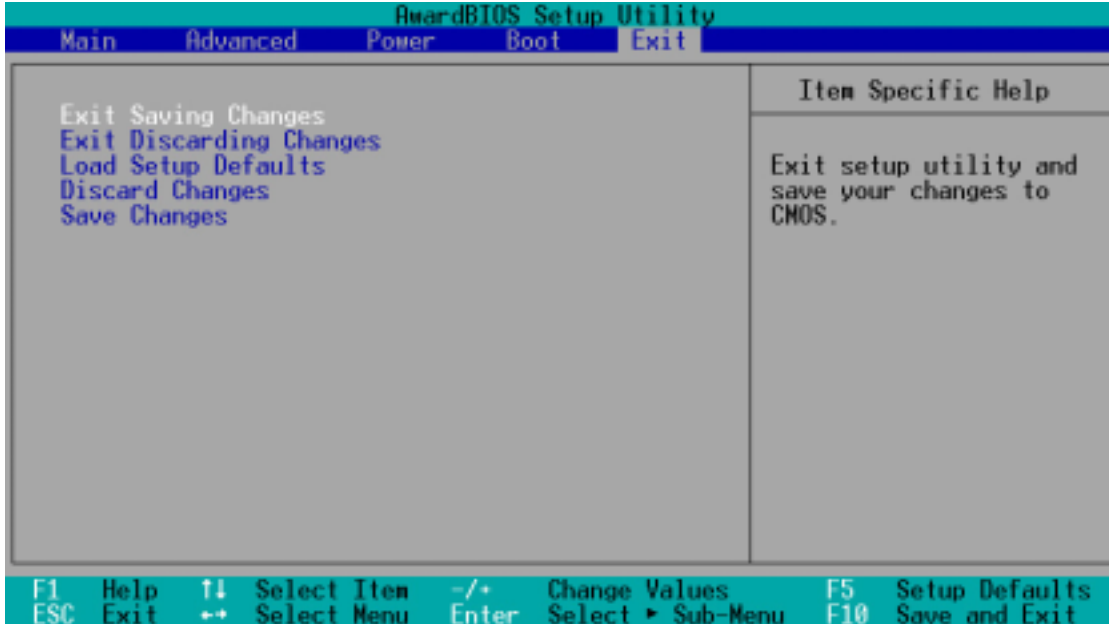 AwardBIOS Setup Utility
Main Advanced Power Boot Exit
Item Specific Help
Exit Saving Changes
Exit Discarding Changes
Load Setup Defaults
Discard Changes
Save Changes
Exit setup utility and
save your changes to
CMOS.
F1 Help ↑↓ Select Item -/+ Change Values F5 Setup Defaults
ESC Exit ←→ Select Menu Enter Select ► Sub-Menu F10 Save and Exit